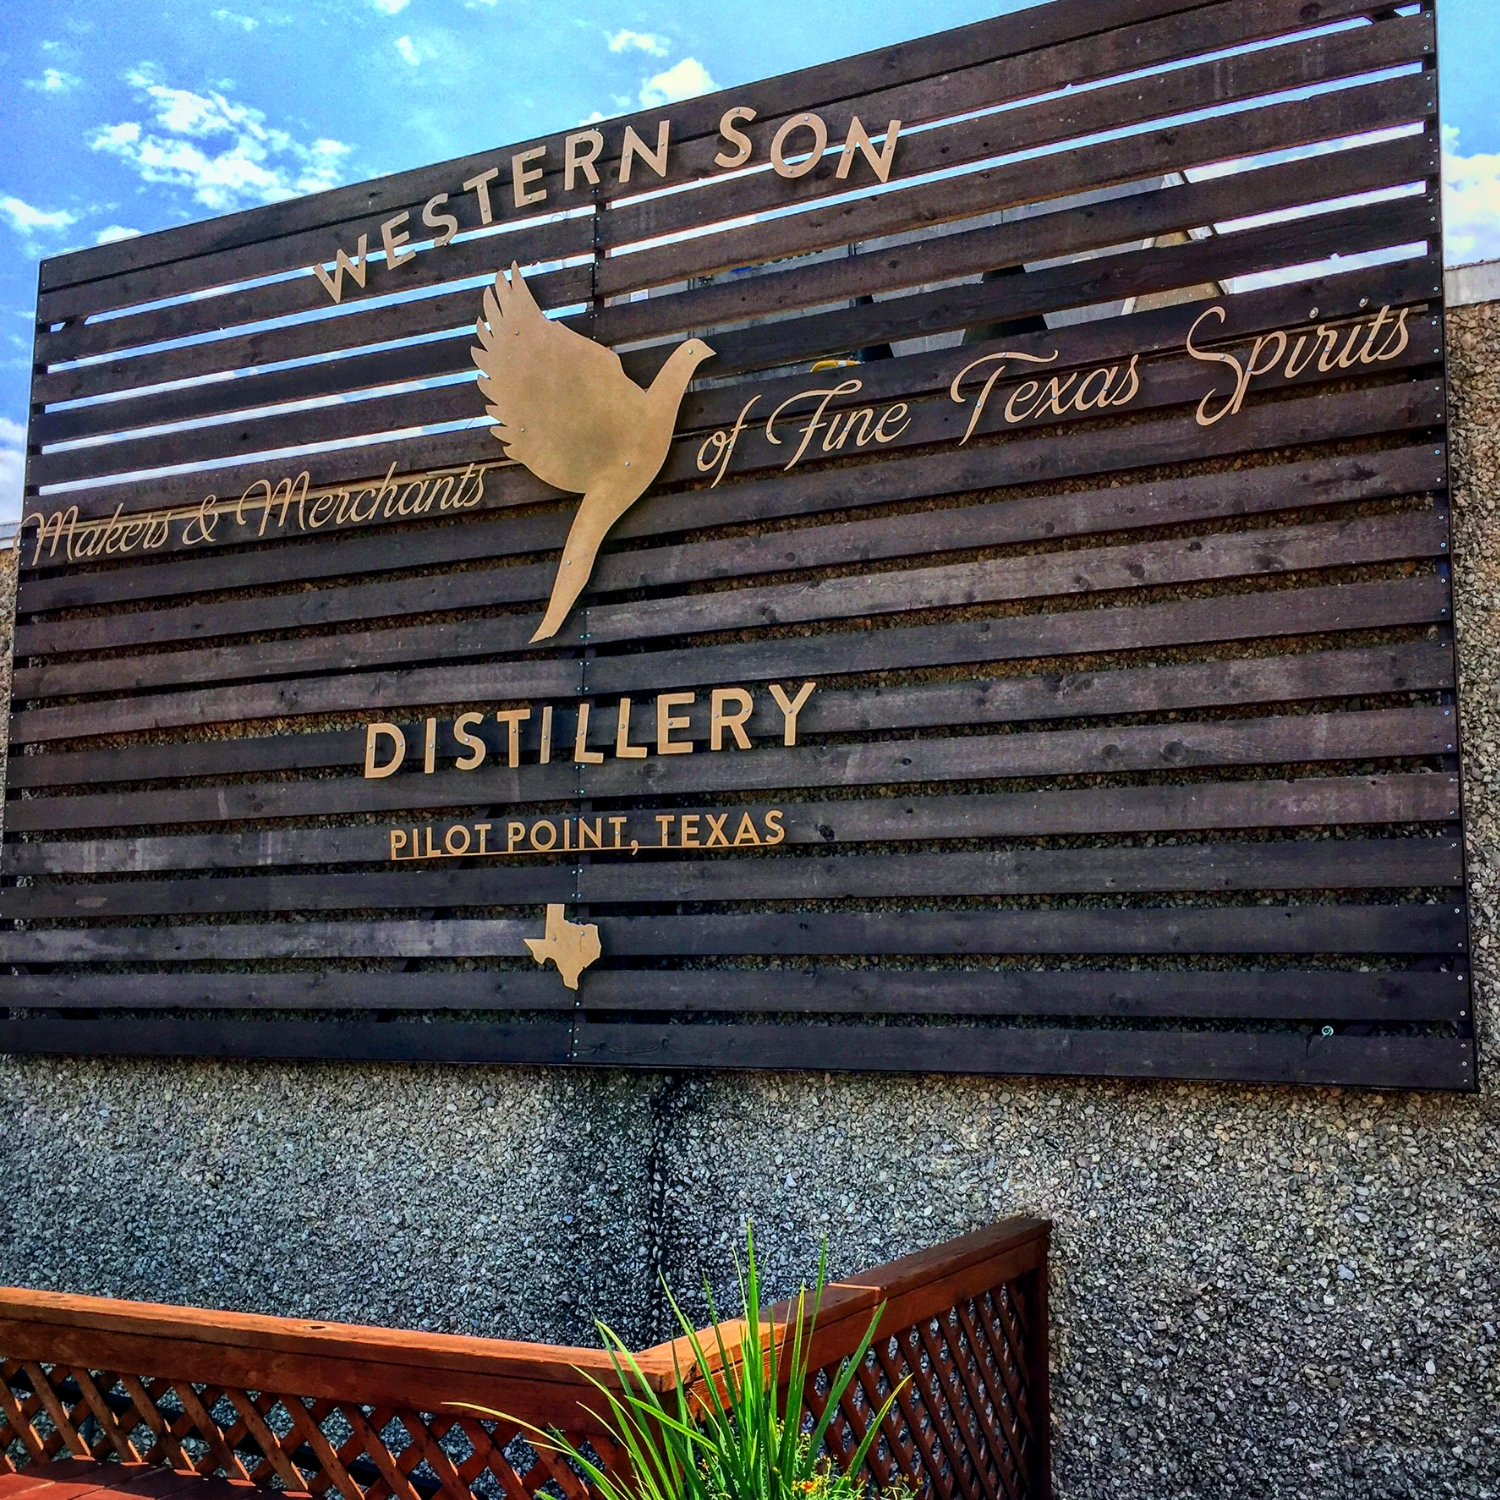 WESTERN SON
Makers & Merchants of Fine Texas Spirits
DISTILLERY
PILOT POINT, TEXAS